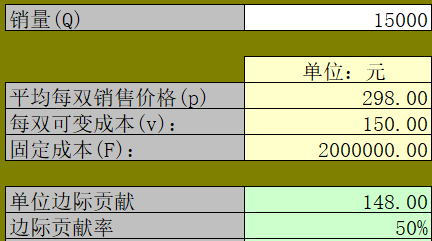 销量(Q) 15000
单位：元
平均每双销售价格(p) 298.00
每双可变成本(v)： 150.00
固定成本(F)： 2000000.00
单位边际贡献 148.00
边际贡献率 50%